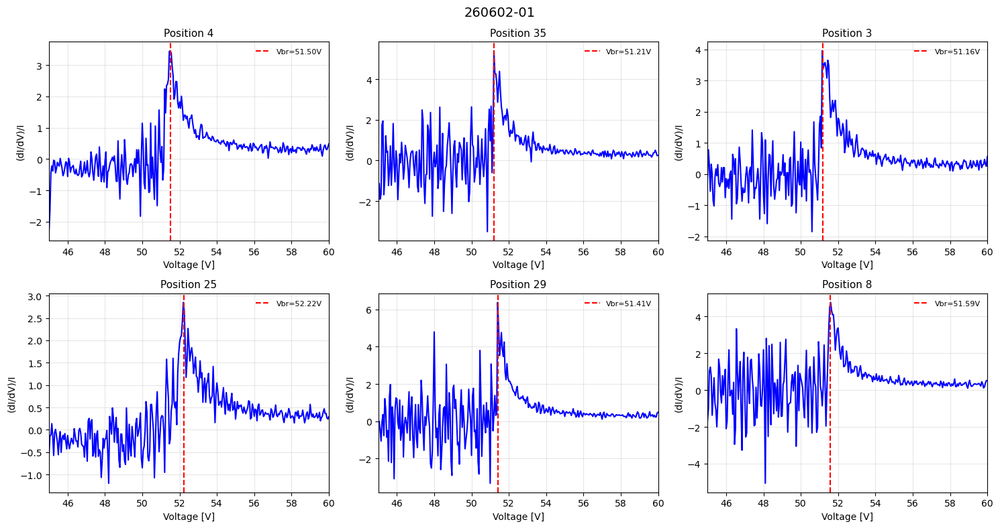 260602-01
Position 4
Vbr=51.50V
3
2
1
0
−1
−2
(dI/dV)/I
46 48 50 52 54 56 58 60
Voltage [V]
Position 35
Vbr=51.21V
4
2
0
−2
(dI/dV)/I
46 48 50 52 54 56 58 60
Voltage [V]
Position 3
Vbr=51.16V
4
3
2
1
0
−1
−2
(dI/dV)/I
46 48 50 52 54 56 58 60
Voltage [V]
Position 25
Vbr=52.22V
3.0
2.5
2.0
1.5
1.0
0.5
0.0
−0.5
−1.0
(dI/dV)/I
46 48 50 52 54 56 58 60
Voltage [V]
Position 29
Vbr=51.41V
6
4
2
0
−2
(dI/dV)/I
46 48 50 52 54 56 58 60
Voltage [V]
Position 8
Vbr=51.59V
4
2
0
−2
−4
(dI/dV)/I
46 48 50 52 54 56 58 60
Voltage [V]